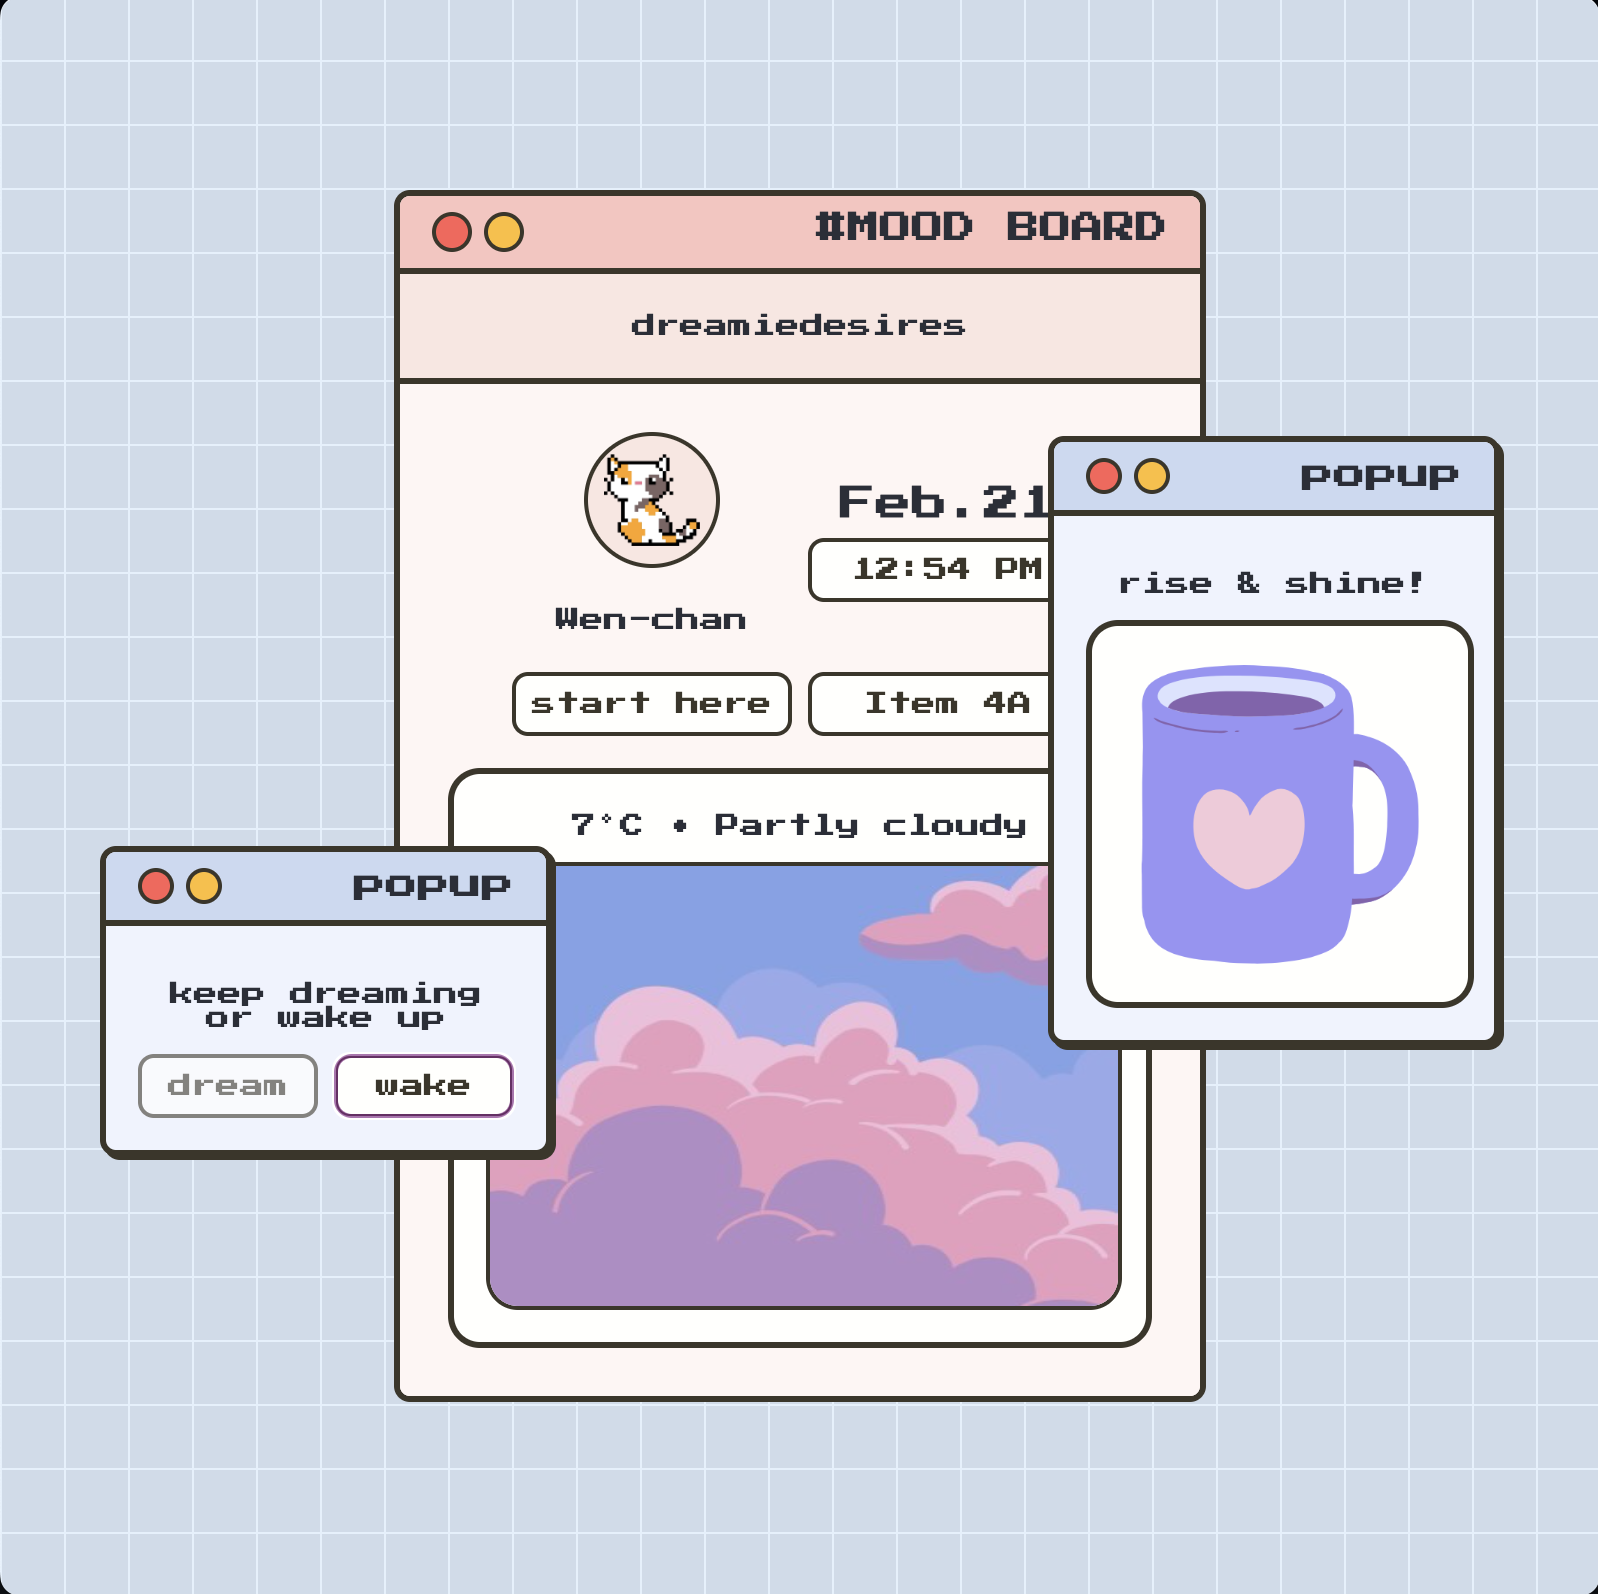 #MOOD BOARD
dreamiedesires
Feb.21
12:54 PM
Wen-chan
start here
Item 4A
7°C • Partly cloudy
POPUP
rise & shine!
POPUP
keep dreaming
or wake up
dream
wake